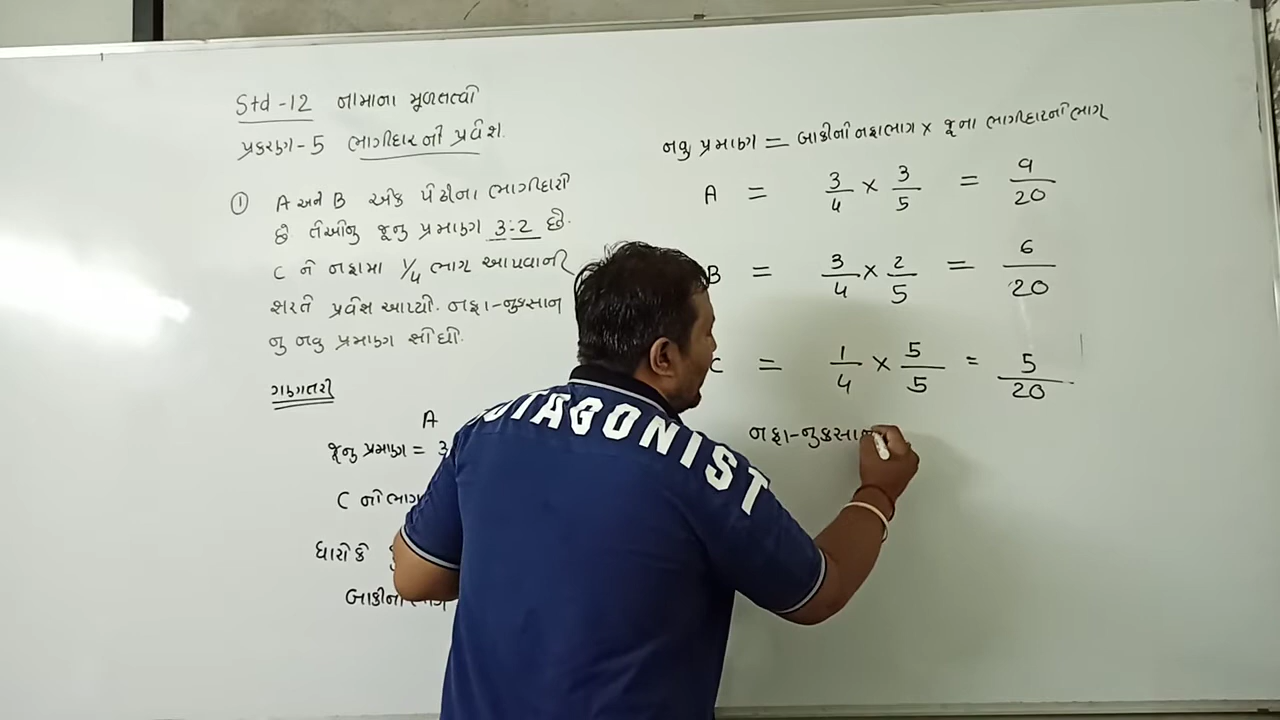 Std-12 નામાના મૂળતત્વો
પ્રકરણ-5 ભાગીદારનો પ્રવેશ.
① A અને B એક પેઢીના ભાગીદારો
છે તેઓનુ જૂનુ પ્રમાણ 3:2 છે.
C ને નફામા 1/4 ભાગ આપવાની
શરતે પ્રવેશ આપ્યો. નફા-નુકસાન
નુ નવુ પ્રમાણ શોધો.
ગણતરી
A
જૂનુ પ્રમાણ = 3
C નો ભાગ
ધારો કે
બાકીનો ભાગ
નવુ પ્રમાણ = બાકીનો નફાભાગ × જૂના ભાગીદારનો ભાગ
A = 3/4 × 3/5 = 9/20
B = 3/4 × 2/5 = 6/20
C = 1/4 × 5/5 = 5/20
નફા-નુકસાન
OTAGONIST